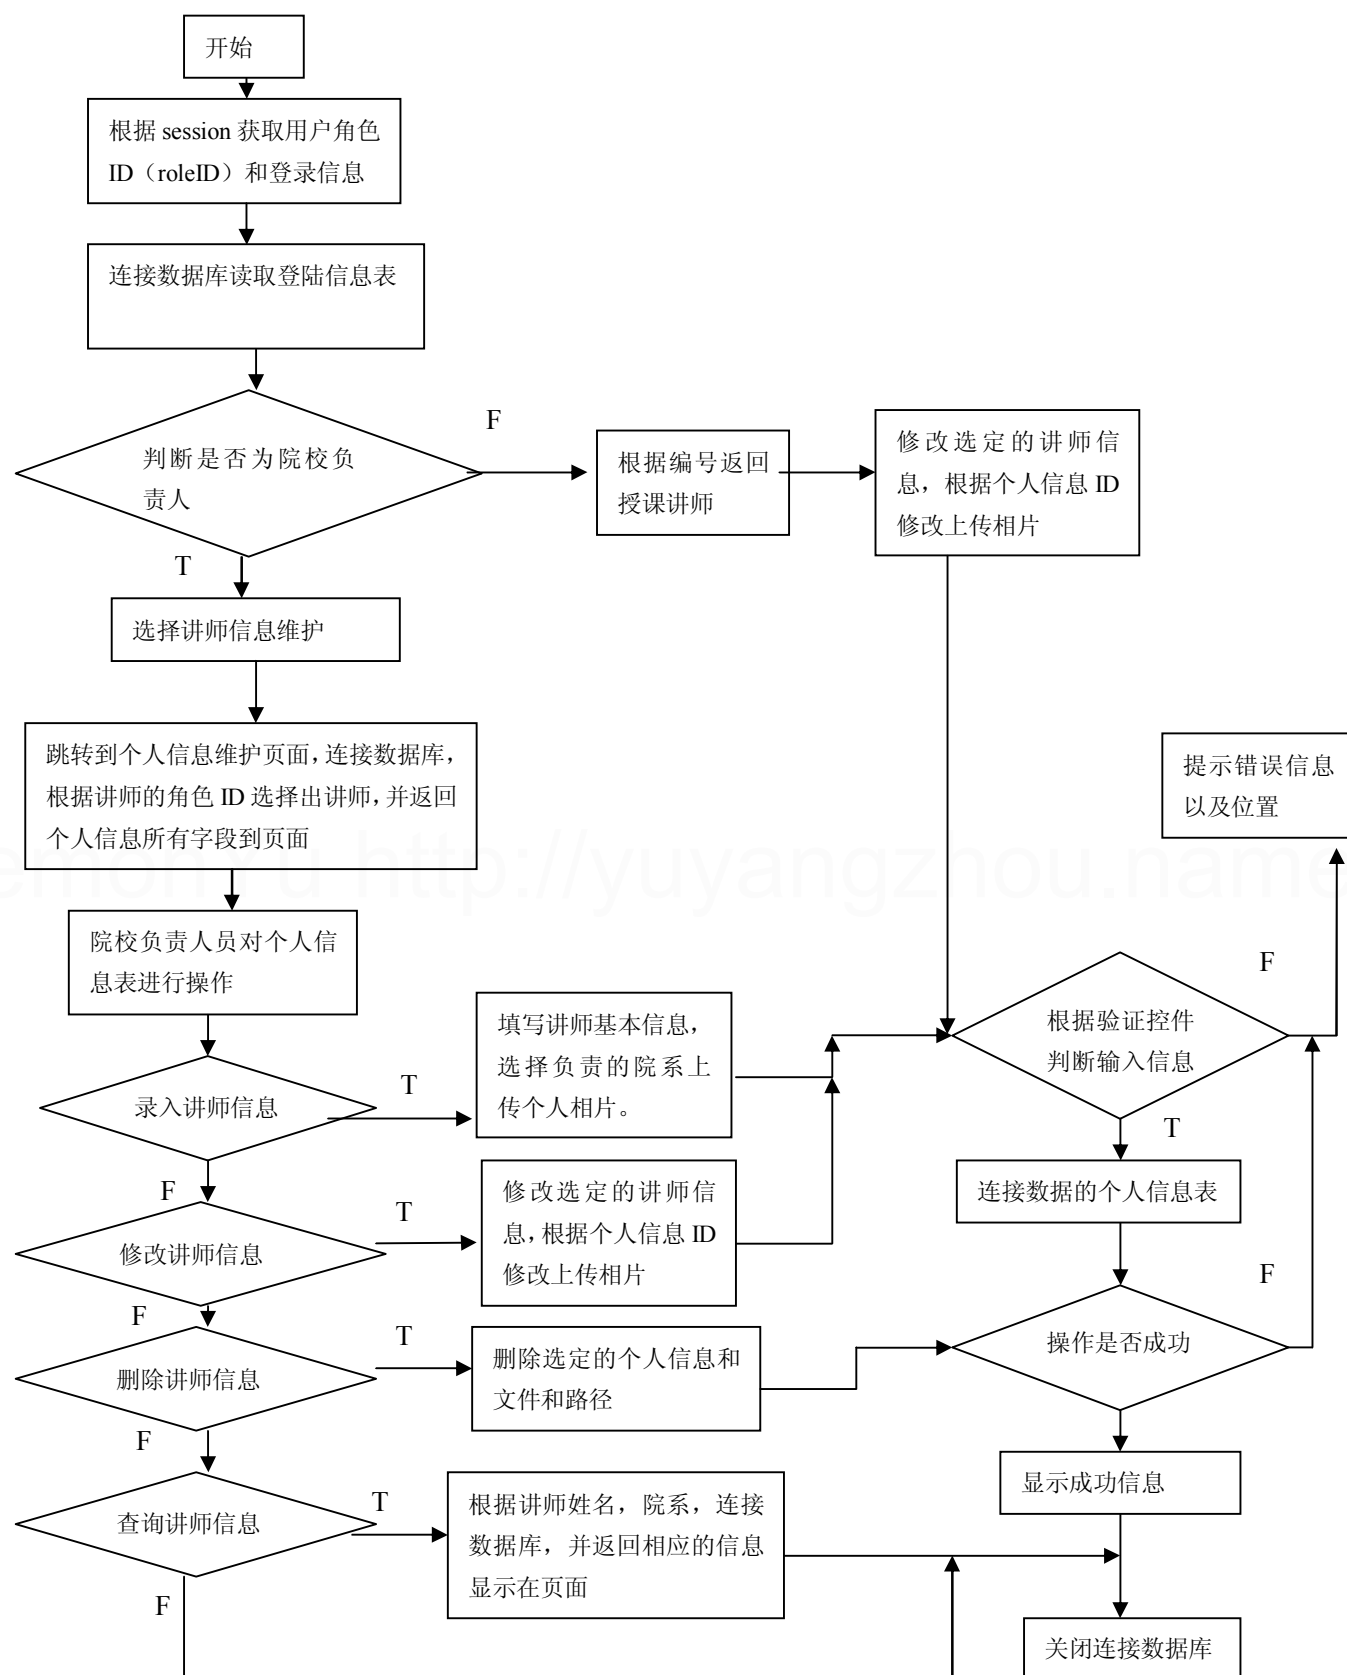 开始
根据 session 获取用户角色
ID（roleID）和登录信息
连接数据库读取登陆信息表
判断是否为院校负
责人
F
根据编号返回
授课讲师
修改选定的讲师信
息，根据个人信息 ID
修改上传相片
T
选择讲师信息维护
跳转到个人信息维护页面，连接数据库，
根据讲师的角色 ID 选择出讲师，并返回
个人信息所有字段到页面
提示错误信息
以及位置
emonYu http://yuyangzhou.name
院校负责人员对个人信
息表进行操作
填写讲师基本信息，
选择负责的院系上
传个人相片。
根据验证控件
判断输入信息
F
录入讲师信息
T
T
F
修改选定的讲师信
息，根据个人信息 ID
修改上传相片
连接数据的个人信息表
修改讲师信息
T
F
F
删除讲师信息
T
删除选定的个人信息和
文件和路径
操作是否成功
F
显示成功信息
查询讲师信息
T
根据讲师姓名，院系，连接
数据库，并返回相应的信息
显示在页面
F
关闭连接数据库